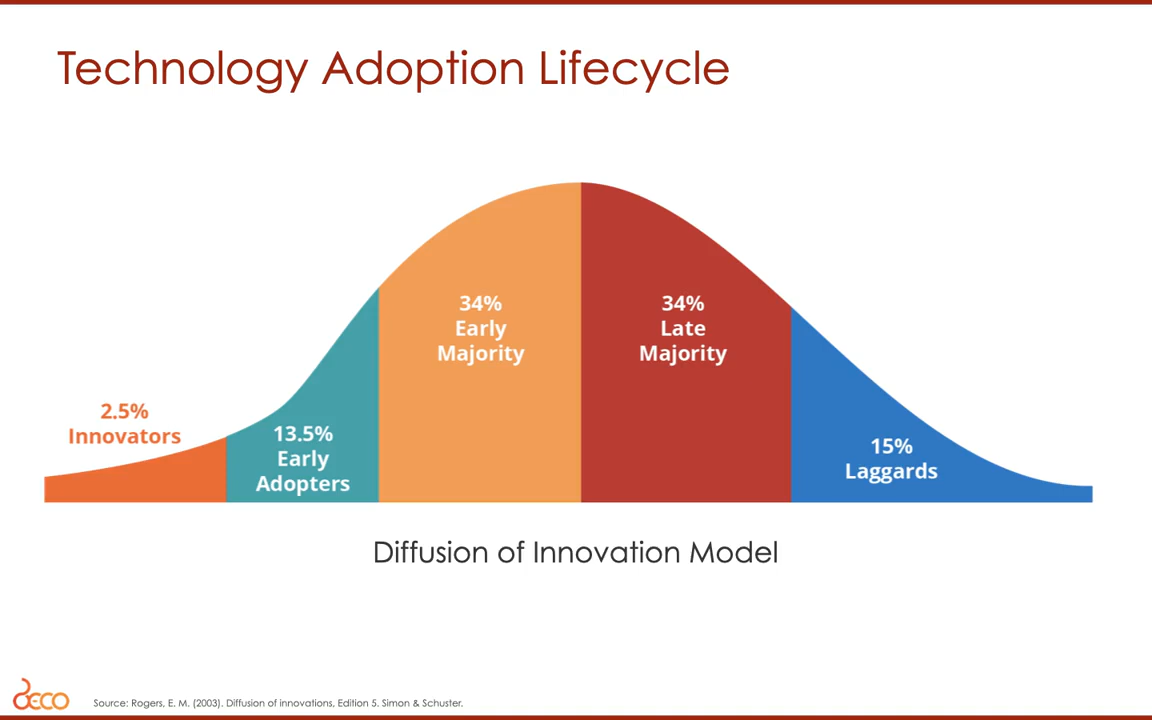 Technology Adoption Lifecycle
34%
Early
Majority
34%
Late
Majority
2.5%
Innovators
13.5%
Early
Adopters
15%
Laggards
Diffusion of Innovation Model
Source: Rogers, E. M. (2003). Diffusion of innovations, Edition 5. Simon & Schuster.